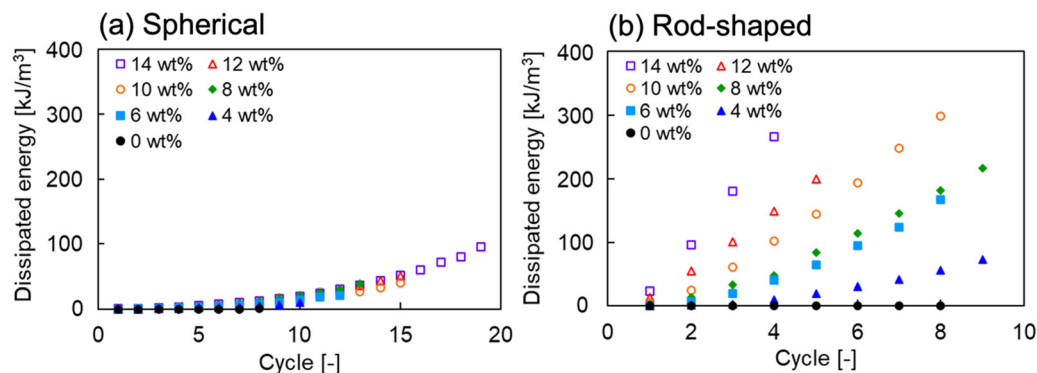 (a) Spherical
Dissipated energy [kJ/m³]
400
300
200
100
0
14 wt% 12 wt%
10 wt% 8 wt%
6 wt% 4 wt%
0 wt%
0 5 10 15 20
Cycle [-]
(b) Rod-shaped
Dissipated energy [kJ/m³]
400
300
200
100
0
14 wt% 12 wt%
10 wt% 8 wt%
6 wt% 4 wt%
0 wt%
0 2 4 6 8 10
Cycle [-]